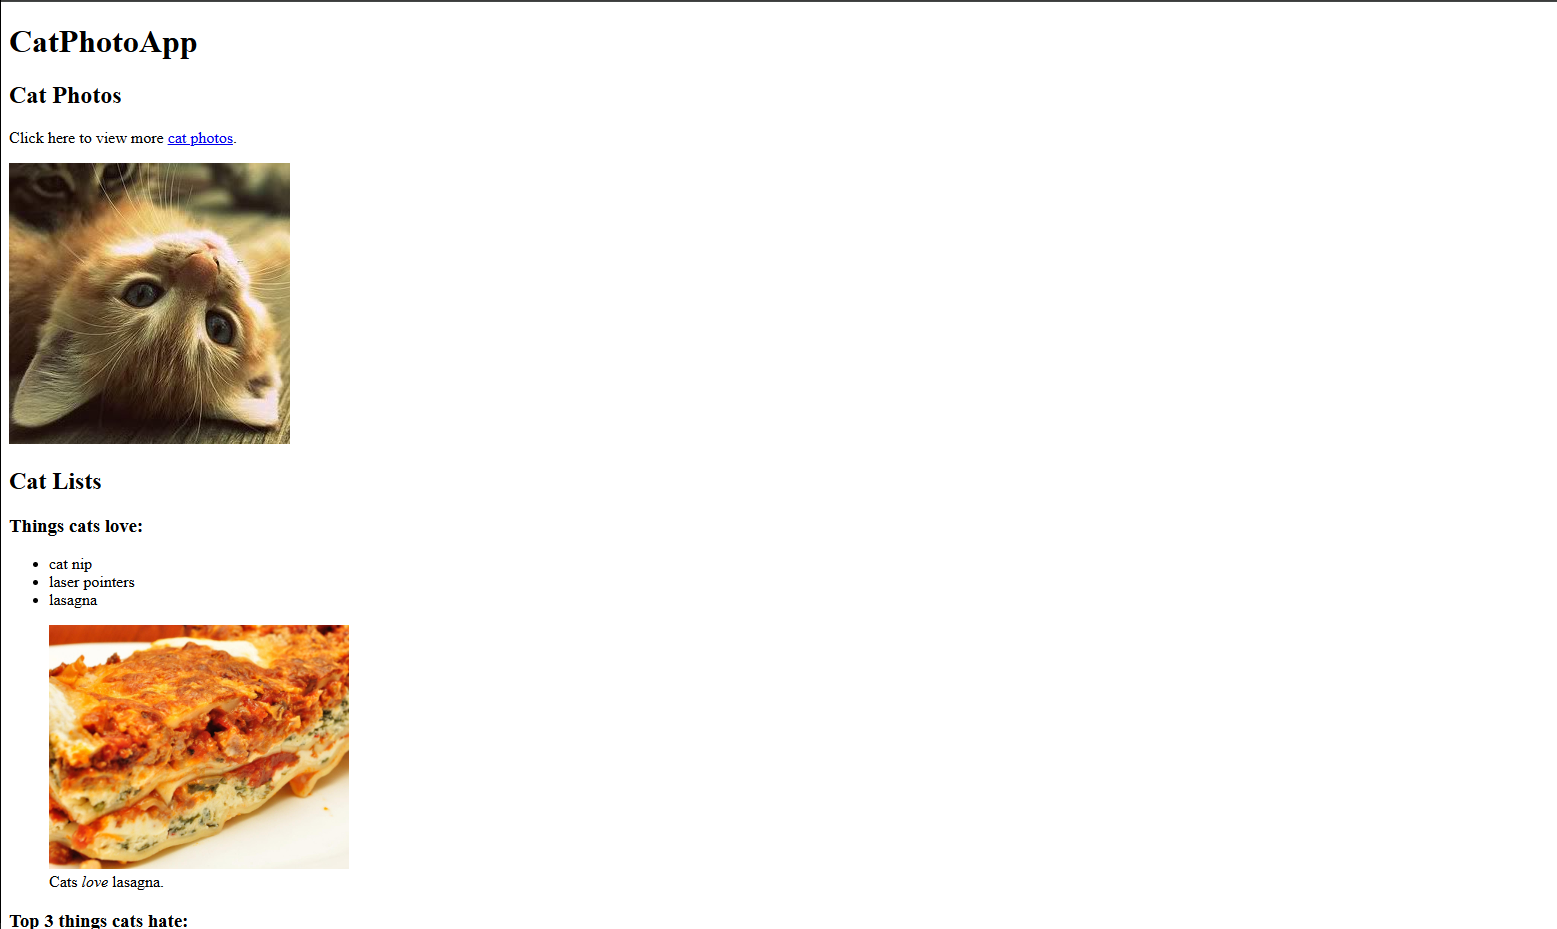 CatPhotoApp
Cat Photos
Click here to view more cat photos.
Cat Lists
Things cats love:
cat nip
laser pointers
lasagna
Cats love lasagna.
Top 3 things cats hate: